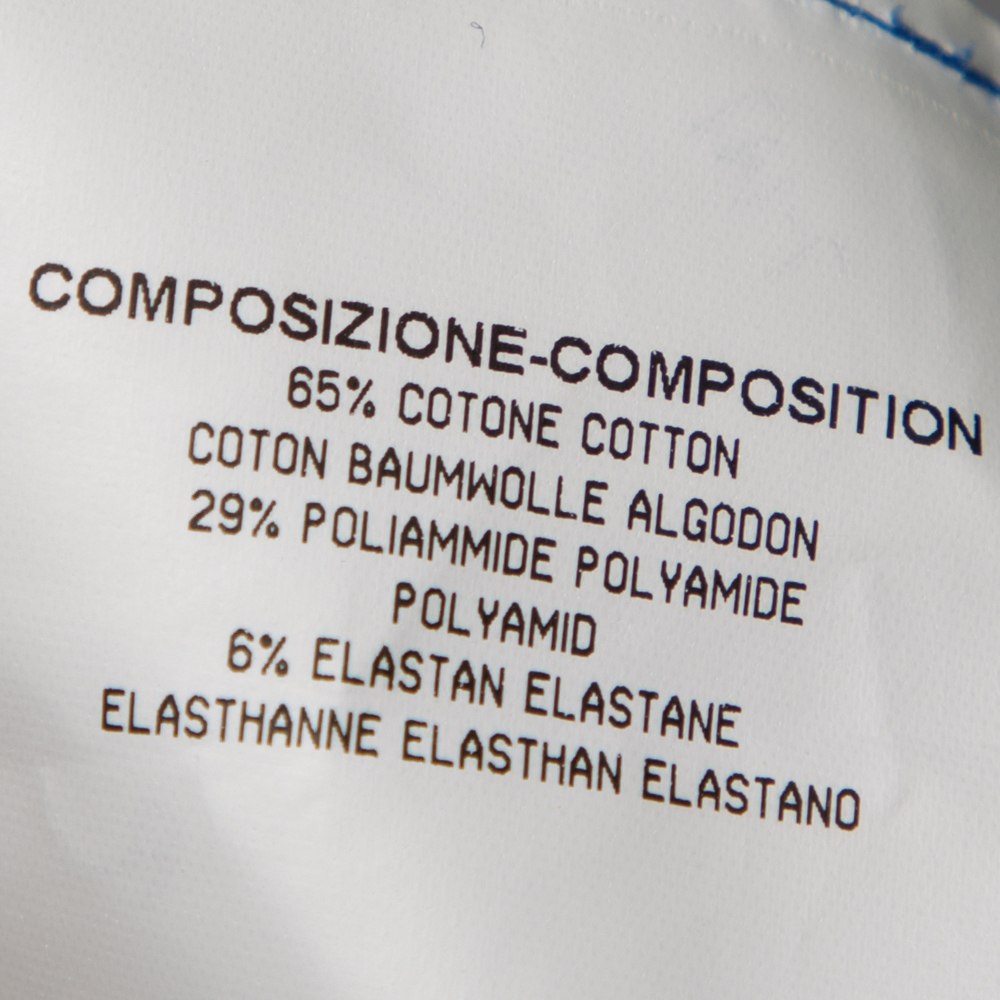 COMPOSIZIONE-COMPOSITION
65% COTONE COTTON
COTON BAUMWOLLE ALGODON
29% POLIAMMIDE POLYAMIDE
POLYAMID
6% ELASTAN ELASTANE
ELASTHANNE ELASTHAN ELASTANO